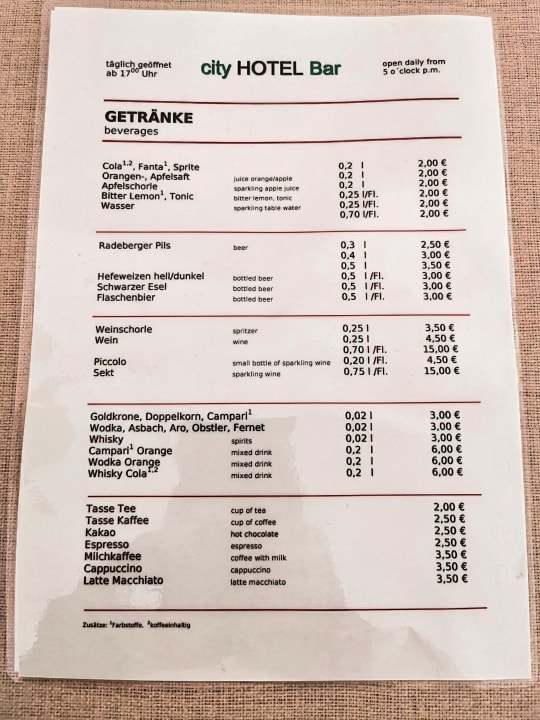 täglich geöffnet city HOTEL Bar open daily from
ab 17⁰⁰ Uhr 5 o´clock p.m.
GETRÄNKE
beverages
Cola¹·², Fanta¹, Sprite 0,2 l 2,00 €
Orangen-, Apfelsaft juice orange/apple 0,2 l 2,00 €
Apfelschorle sparkling apple juice 0,2 l 2,00 €
Bitter Lemon¹, Tonic bitter lemon, tonic 0,25 l/Fl. 2,00 €
Wasser sparkling table water 0,25 l/Fl. 2,00 €
0,70 l/Fl. 2,00 €
Radeberger Pils beer 0,3 l 2,50 €
0,4 l 3,00 €
0,5 l 3,50 €
Hefeweizen hell/dunkel bottled beer 0,5 l /Fl. 3,00 €
Schwarzer Esel bottled beer 0,5 l /Fl. 3,00 €
Flaschenbier bottled beer 0,5 l /Fl. 3,00 €
Weinschorle spritzer 0,25 l 3,50 €
Wein wine 0,25 l 4,50 €
0,70 l /Fl. 15,00 €
Piccolo small bottle of sparkling wine 0,20 l /Fl. 4,50 €
Sekt sparkling wine 0,75 l /Fl. 15,00 €
Goldkrone, Doppelkorn, Campari¹ 0,02 l 3,00 €
Wodka, Asbach, Aro, Obstler, Fernet 0,02 l 3,00 €
Whisky spirits 0,02 l 3,00 €
Campari¹ Orange mixed drink 0,2 l 6,00 €
Wodka Orange mixed drink 0,2 l 6,00 €
Whisky Cola¹·² mixed drink 0,2 l 6,00 €
Tasse Tee cup of tea 2,00 €
Tasse Kaffee cup of coffee 2,50 €
Kakao hot chocolate 2,50 €
Espresso espresso 2,50 €
Milchkaffee coffee with milk 3,50 €
Cappuccino cappuccino 3,50 €
Latte Macchiato latte macchiato 3,50 €
Zusätze: ¹Farbstoffe, ²koffeeinhaltig